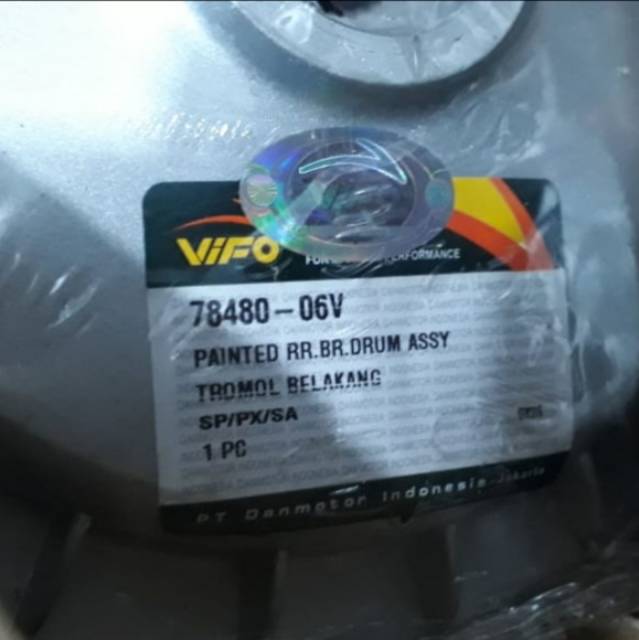 ViFO
PERFORMANCE
78480-06V
PAINTED RR.BR.DRUM ASSY
TROMOL BELAKANG
SP/PX/SA
1 PC
PT Danmotor Indonesia Jakarta